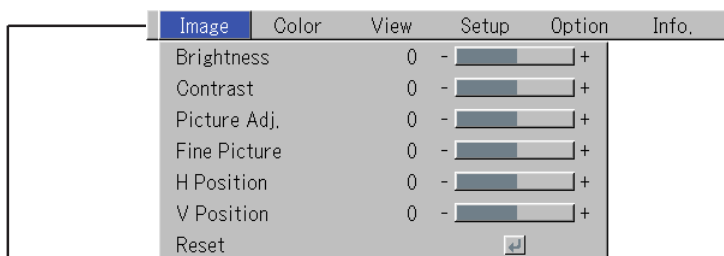 Image Color View Setup Option Info.
Brightness 0 - +
Contrast 0 - +
Picture Adj. 0 - +
Fine Picture 0 - +
H Position 0 - +
V Position 0 - +
Reset